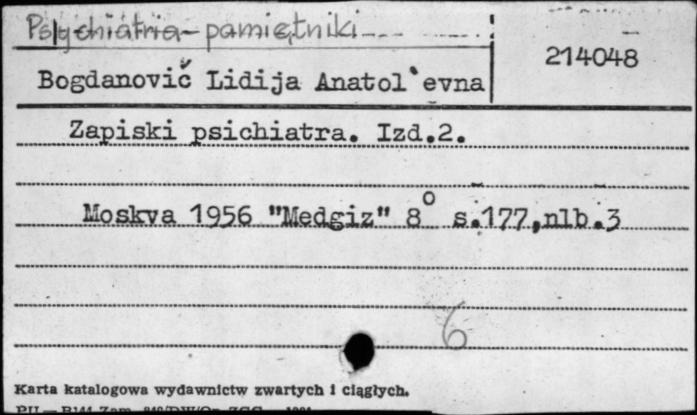 Psychiatria - pamiętniki
214048
Bogdanovič Lidija Anatol'evna
Zapiski psichiatra. Izd.2.
Moskva 1956 "Medgiz" 8° s.177,nlb.3
6
Karta katalogowa wydawnictw zwartych i ciągłych.